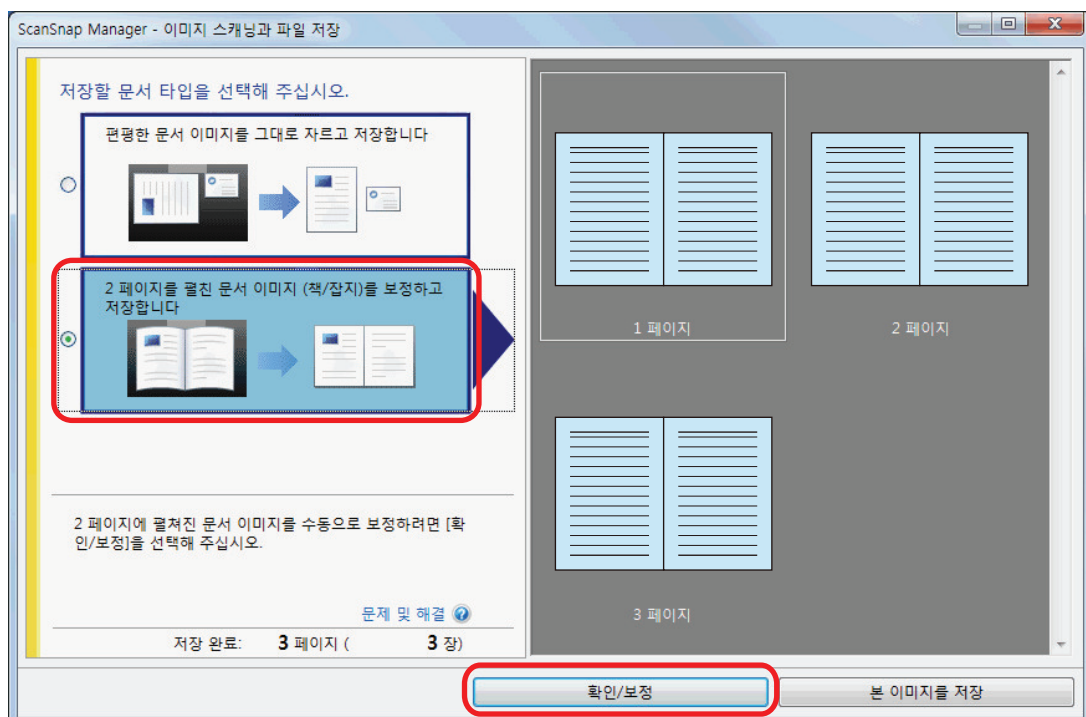 ScanSnap Manager - 이미지 스캐닝과 파일 저장
저장할 문서 타입을 선택해 주십시오.
편평한 문서 이미지를 그대로 자르고 저장합니다
2 페이지를 펼친 문서 이미지 (책/잡지)를 보정하고
저장합니다
2 페이지에 펼쳐진 문서 이미지를 수동으로 보정하려면 [확
인/보정]을 선택해 주십시오.
문제 및 해결
저장 완료: 3 페이지 ( 3 장)
1 페이지
2 페이지
3 페이지
확인/보정
본 이미지를 저장